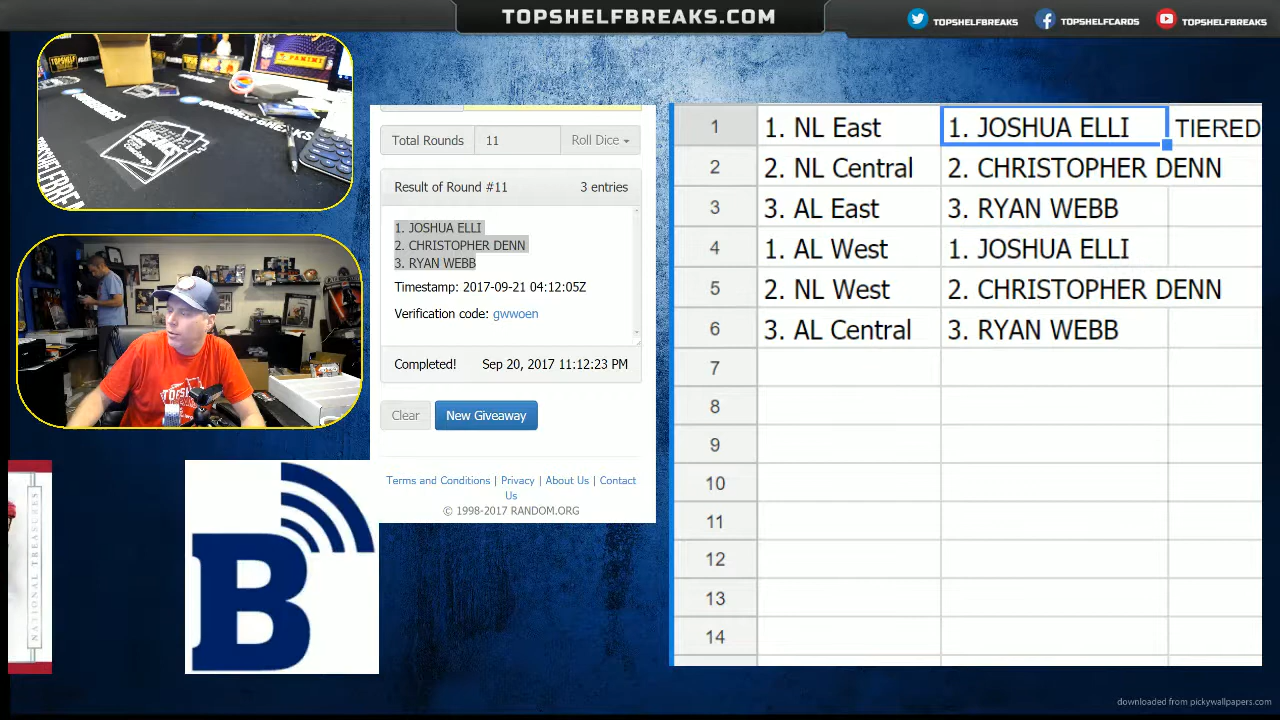 TOPSHELFBREAKS.COM
TOPSHELFBREAKS
TOPSHELFCARDS
TOPSHELFBREAKS
PANINI
Total Rounds 11 Roll Dice
Result of Round #11 3 entries
1. JOSHUA ELLI
2. CHRISTOPHER DENN
3. RYAN WEBB
Timestamp: 2017-09-21 04:12:05Z
Verification code: gwwoen
Completed! Sep 20, 2017 11:12:23 PM
Clear New Giveaway
Terms and Conditions | Privacy | About Us | Contact
Us
© 1998-2017 RANDOM.ORG
1 1. NL East 1. JOSHUA ELLI TIERED
2 2. NL Central 2. CHRISTOPHER DENN
3 3. AL East 3. RYAN WEBB
4 1. AL West 1. JOSHUA ELLI
5 2. NL West 2. CHRISTOPHER DENN
6 3. AL Central 3. RYAN WEBB
7
8
9
10
11
12
13
14
NATIONAL TREASURES
B
downloaded from pickywallpapers.com